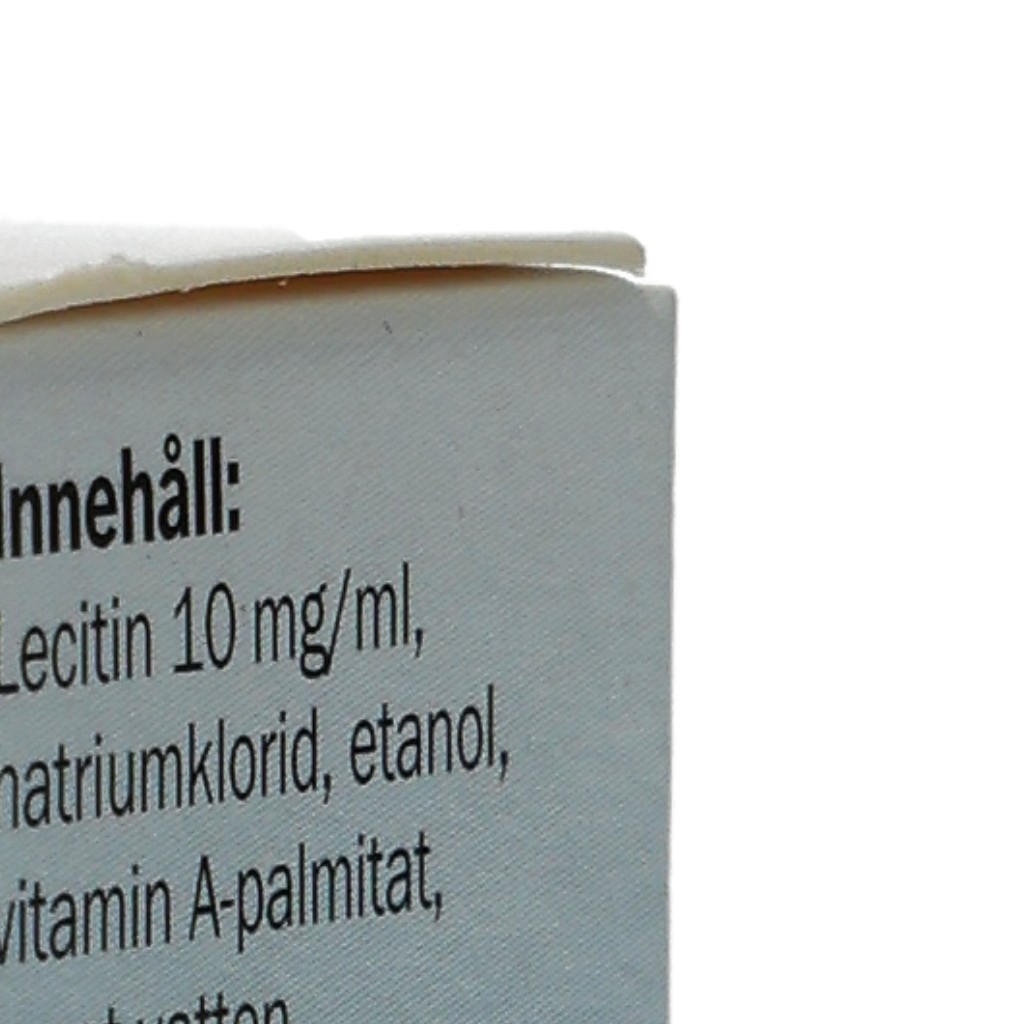 Innehåll:
Lecitin 10 mg/ml,
natriumklorid, etanol,
vitamin A-palmitat,